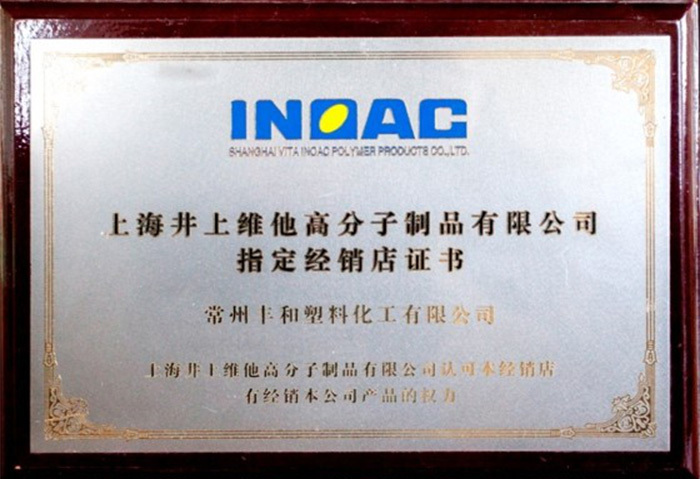 INOAC
SHANGHAI VITA INOAC POLYMER PRODUCTS CO.,LTD.
上海井上维他高分子制品有限公司
指定经销店证书
常州丰和塑料化工有限公司
上海井上维他高分子制品有限公司认可本经销店
有经销本公司产品的权力